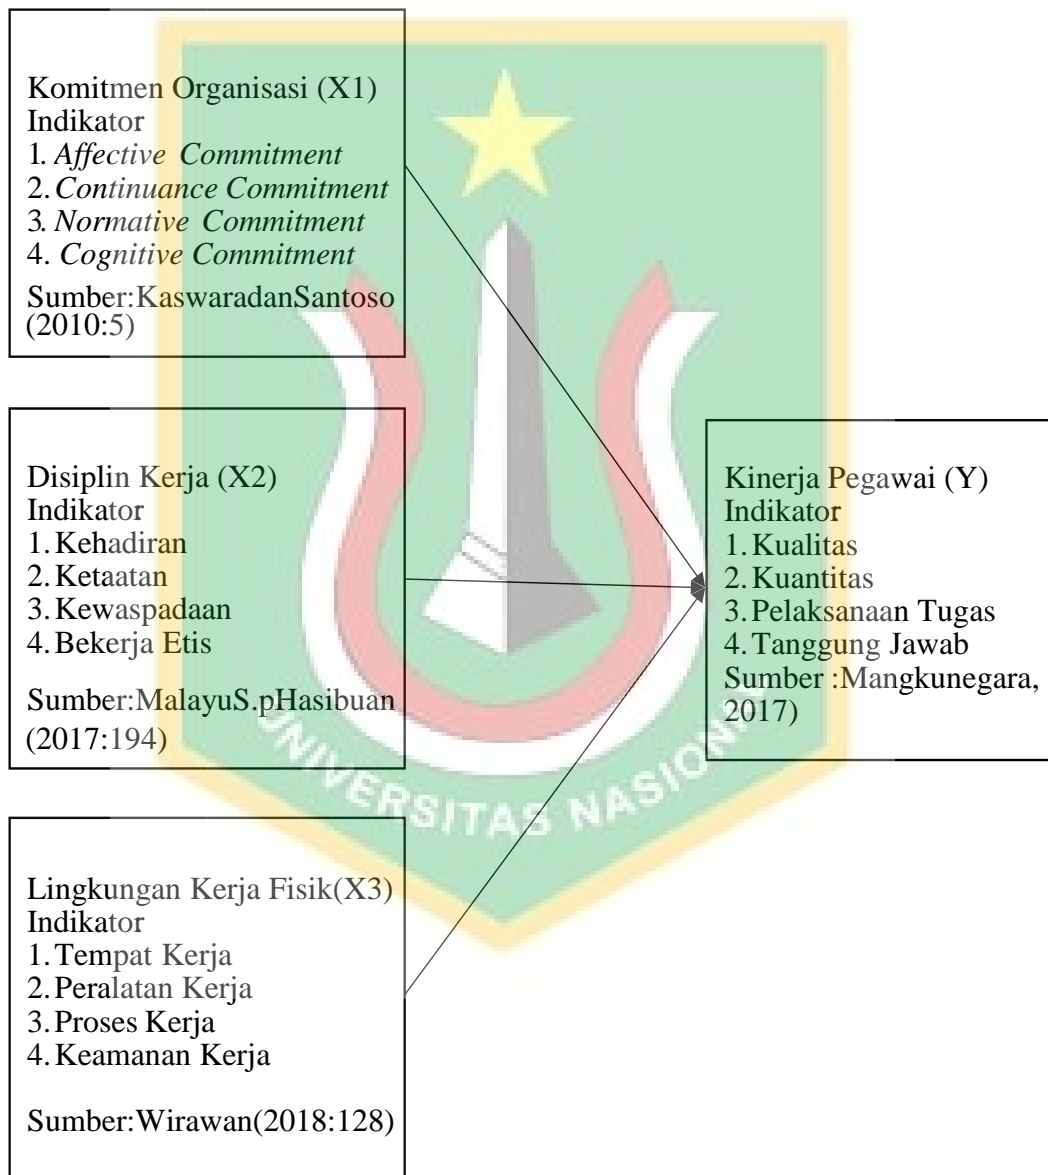 Komitmen Organisasi (X1)
Indikator
1. Affective Commitment
2. Continuance Commitment
3. Normative Commitment
4. Cognitive Commitment
Sumber:KaswaradanSantoso
(2010:5)
Disiplin Kerja (X2)
Indikator
1. Kehadiran
2. Ketaatan
3. Kewaspadaan
4. Bekerja Etis
Sumber:MalayuS.pHasibuan
(2017:194)
Lingkungan Kerja Fisik(X3)
Indikator
1. Tempat Kerja
2. Peralatan Kerja
3. Proses Kerja
4. Keamanan Kerja
Sumber:Wirawan(2018:128)
Kinerja Pegawai (Y)
Indikator
1. Kualitas
2. Kuantitas
3. Pelaksanaan Tugas
4. Tanggung Jawab
Sumber :Mangkunegara,
2017)
UNIVERSITAS NASIONAL